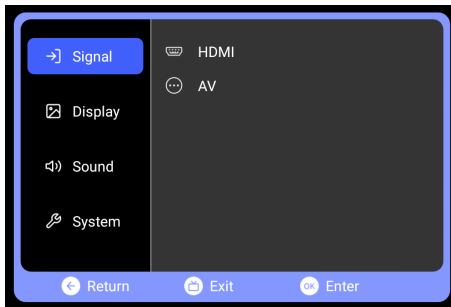 Signal
Display
Sound
System
HDMI
AV
Return Exit OK Enter